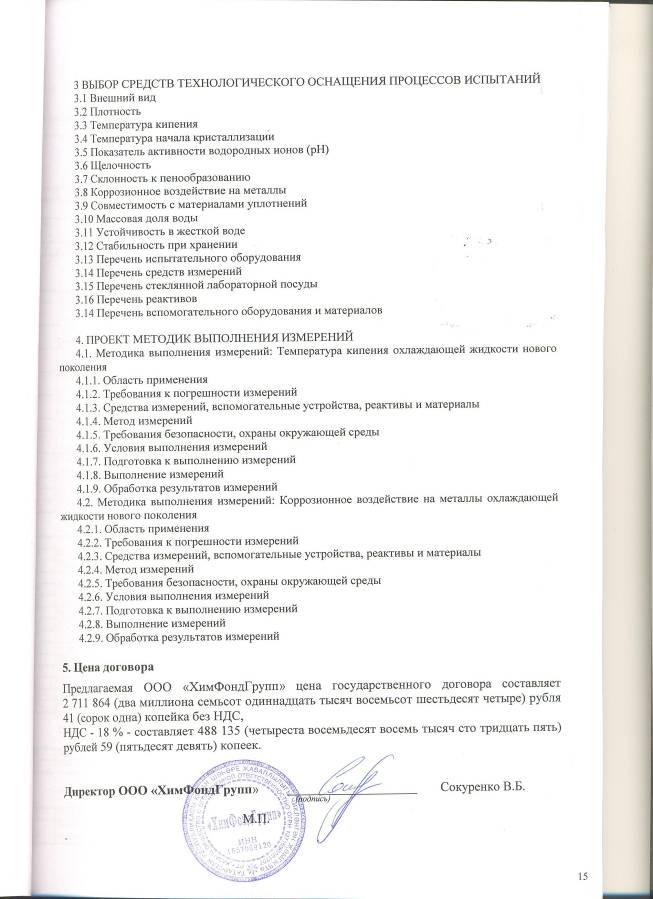 3 ВЫБОР СРЕДСТВ ТЕХНОЛОГИЧЕСКОГО ОСНАЩЕНИЯ ПРОЦЕССОВ ИСПЫТАНИЙ
3.1 Внешний вид
3.2 Плотность
3.3 Температура кипения
3.4 Температура начала кристаллизации
3.5 Показатель активности водородных ионов (рН)
3.6 Щелочность
3.7 Склонность к пенообразованию
3.8 Коррозионное воздействие на металлы
3.9 Совместимость с материалами уплотнений
3.10 Массовая доля воды
3.11 Устойчивость в жесткой воде
3.12 Стабильность при хранении
3.13 Перечень испытательного оборудования
3.14 Перечень средств измерений
3.15 Перечень стеклянной лабораторной посуды
3.16 Перечень реактивов
3.14 Перечень вспомогательного оборудования и материалов
4. ПРОЕКТ МЕТОДИК ВЫПОЛНЕНИЯ ИЗМЕРЕНИЙ
4.1. Методика выполнения измерений: Температура кипения охлаждающей жидкости нового
поколения
4.1.1. Область применения
4.1.2. Требования к погрешности измерений
4.1.3. Средства измерений, вспомогательные устройства, реактивы и материалы
4.1.4. Метод измерений
4.1.5. Требования безопасности, охраны окружающей среды
4.1.6. Условия выполнения измерений
4.1.7. Подготовка к выполнению измерений
4.1.8. Выполнение измерений
4.1.9. Обработка результатов измерений
4.2. Методика выполнения измерений: Коррозионное воздействие на металлы охлаждающей
жидкости нового поколения
4.2.1. Область применения
4.2.2. Требования к погрешности измерений
4.2.3. Средства измерений, вспомогательные устройства, реактивы и материалы
4.2.4. Метод измерений
4.2.5. Требования безопасности, охраны окружающей среды
4.2.6. Условия выполнения измерений
4.2.7. Подготовка к выполнению измерений
4.2.8. Выполнение измерений
4.2.9. Обработка результатов измерений
5. Цена договора
Предлагаемая ООО «ХимФондГрупп» цена государственного договора составляет
2 711 864 (два миллиона семьсот одиннадцать тысяч восемьсот шестьдесят четыре) рубля
41 (сорок одна) копейка без НДС,
НДС - 18 % - составляет 488 135 (четыреста восемьдесят восемь тысяч сто тридцать пять)
рублей 59 (пятьдесят девять) копеек.
Директор ООО «ХимФондГрупп» Сокуренко В.Б.
(подпись)
«ХимФондГрупп»
М.П.
ИНН
15